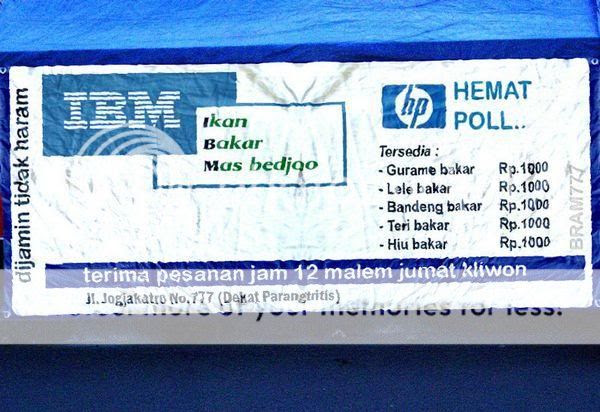 dijamin tidak haram
IBM
Ikan
Bakar
Mas bedjoo
hp
HEMAT
POLL..
Tersedia :
- Gurame bakar Rp.1000
- Lele bakar Rp.1000
- Bandeng bakar Rp.1000
- Teri bakar Rp.1000
- Hiu bakar Rp.1000
BRAM777
terima pesanan jam 12 malem jumat kliwon
Jl. Jogjakatro No.777 (Dekat Parangtritis)
more of your memories for less!